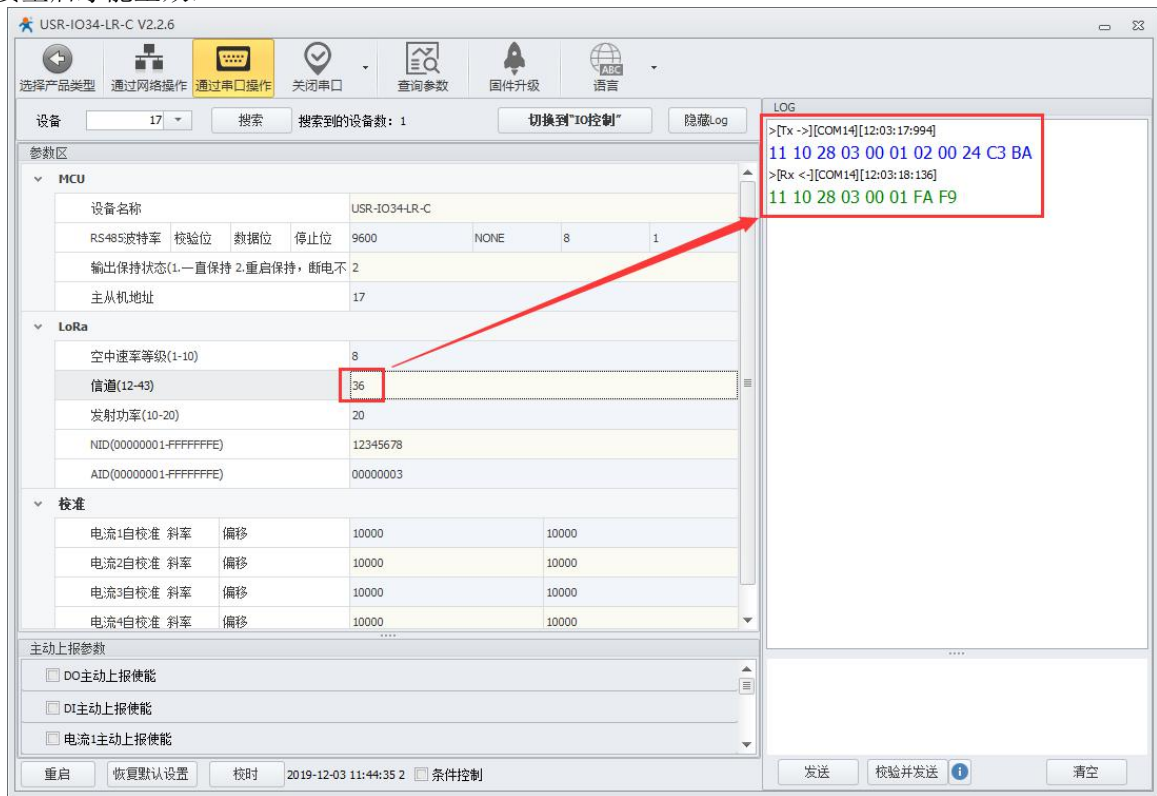 USR-IO34-LR-C V2.2.6
选择产品类型 通过网络操作 通过串口操作 关闭串口 查询参数 固件升级 语言
ABC
设备 17 搜索 搜索到的设备数: 1 切换到"IO控制" 隐藏Log
参数区
MCU
设备名称 USR-IO34-LR-C
RS485波特率 校验位 数据位 停止位 9600 NONE 8 1
输出保持状态(1.一直保持 2.重启保持，断电不 2
主从机地址 17
LoRa
空中速率等级(1-10) 8
信道(12-43) 36
发射功率(10-20) 20
NID(00000001-FFFFFFFE) 12345678
AID(00000001-FFFFFFFE) 00000003
校准
电流1自校准 斜率 偏移 10000 10000
电流2自校准 斜率 偏移 10000 10000
电流3自校准 斜率 偏移 10000 10000
电流4自校准 斜率 偏移 10000 10000
主动上报参数
DO主动上报使能
DI主动上报使能
电流1主动上报使能
重启 恢复默认设置 校时 2019-12-03 11:44:35 2 条件控制
LOG
>[Tx ->][COM14][12:03:17:994]
11 10 28 03 00 01 02 00 24 C3 BA
>[Rx <-][COM14][12:03:18:136]
11 10 28 03 00 01 FA F9
发送 校验并发送 清空